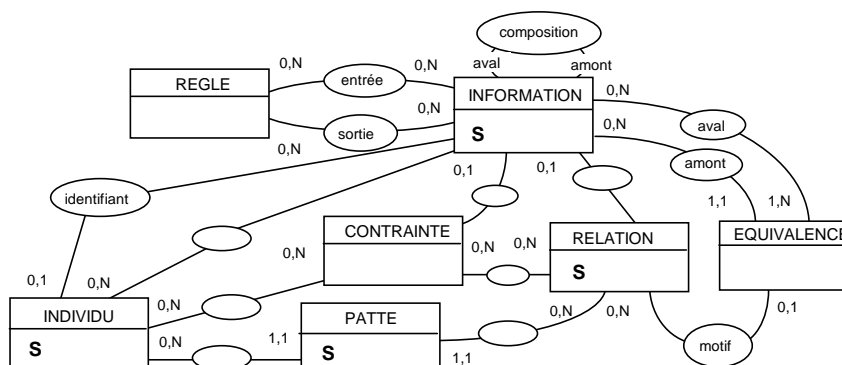 composition
0,N
0,N
aval
amont
0,N
0,N
REGLE
entrée
INFORMATION
0,N
S
aval
sortie
0,N
0,N
amont
0,N
0,1
0,1
identifiant
1,1
1,N
CONTRAINTE
RELATION
EQUIVALENCE
0,N
0,N
0,N
S
0,1
0,N
0,N
INDIVIDU
PATTE
0,N
0,N
0,1
S
0,N
1,1
S
1,1
motif